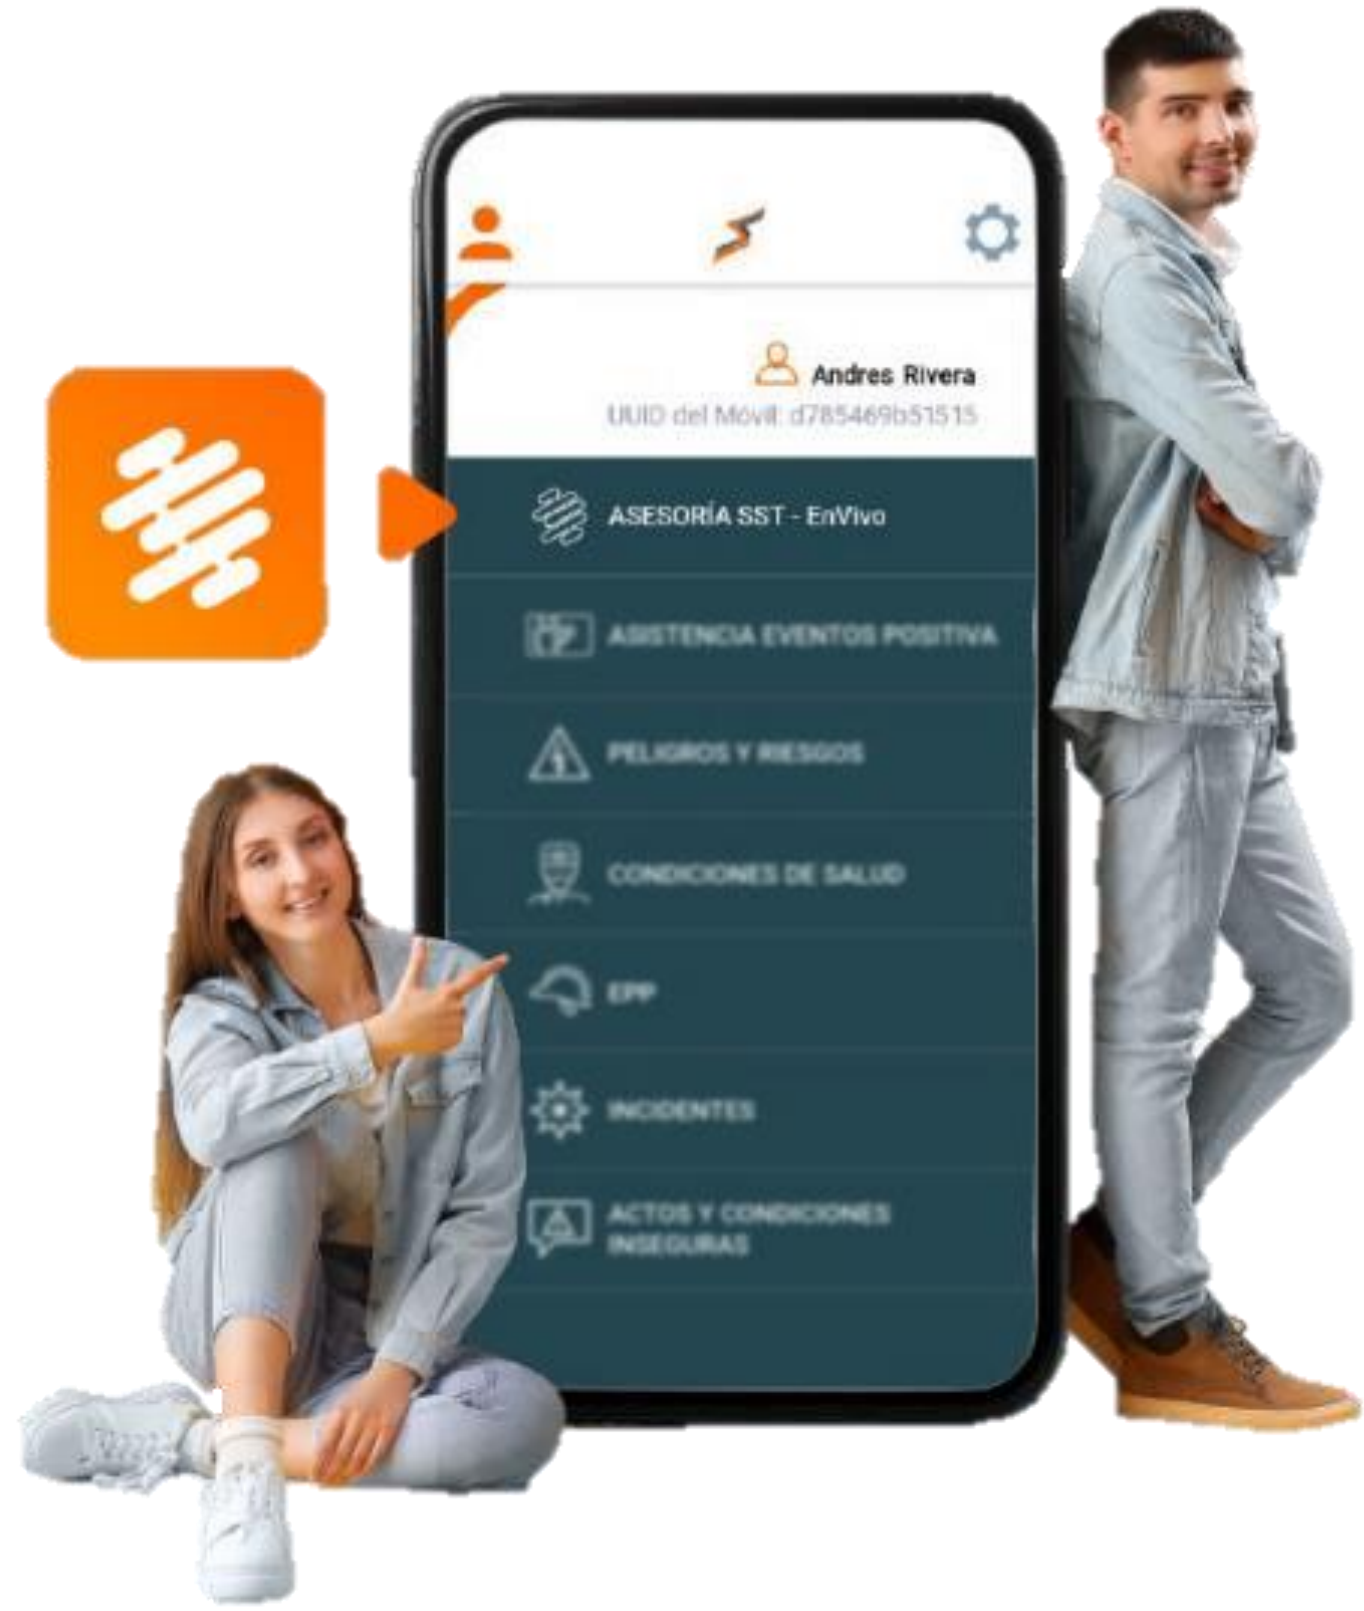 Andres Rivera
UUID del Móvil: d785469b51515
ASESORÍA SST - EnVivo
ASISTENCIA EVENTOS POSITIVA
PELIGROS Y RIESGOS
CONDICIONES DE SALUD
EPP
INCIDENTES
ACTOS Y CONDICIONES
INSEGURAS